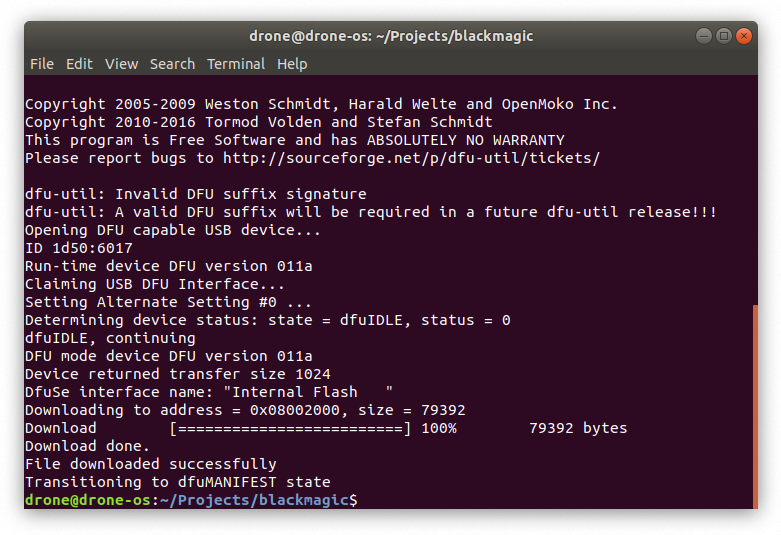 drone@drone-os: ~/Projects/blackmagic
File Edit View Search Terminal Help
Copyright 2005-2009 Weston Schmidt, Harald Welte and OpenMoko Inc.
Copyright 2010-2016 Tormod Volden and Stefan Schmidt
This program is Free Software and has ABSOLUTELY NO WARRANTY
Please report bugs to http://sourceforge.net/p/dfu-util/tickets/
dfu-util: Invalid DFU suffix signature
dfu-util: A valid DFU suffix will be required in a future dfu-util release!!!
Opening DFU capable USB device...
ID 1d50:6017
Run-time device DFU version 011a
Claiming USB DFU Interface...
Setting Alternate Setting #0 ...
Determining device status: state = dfuIDLE, status = 0
dfuIDLE, continuing
DFU mode device DFU version 011a
Device returned transfer size 1024
DfuSe interface name: "Internal Flash   "
Downloading to address = 0x08002000, size = 79392
Download        [=========================] 100%        79392 bytes
Download done.
File downloaded successfully
Transitioning to dfuMANIFEST state
drone@drone-os:~/Projects/blackmagic$